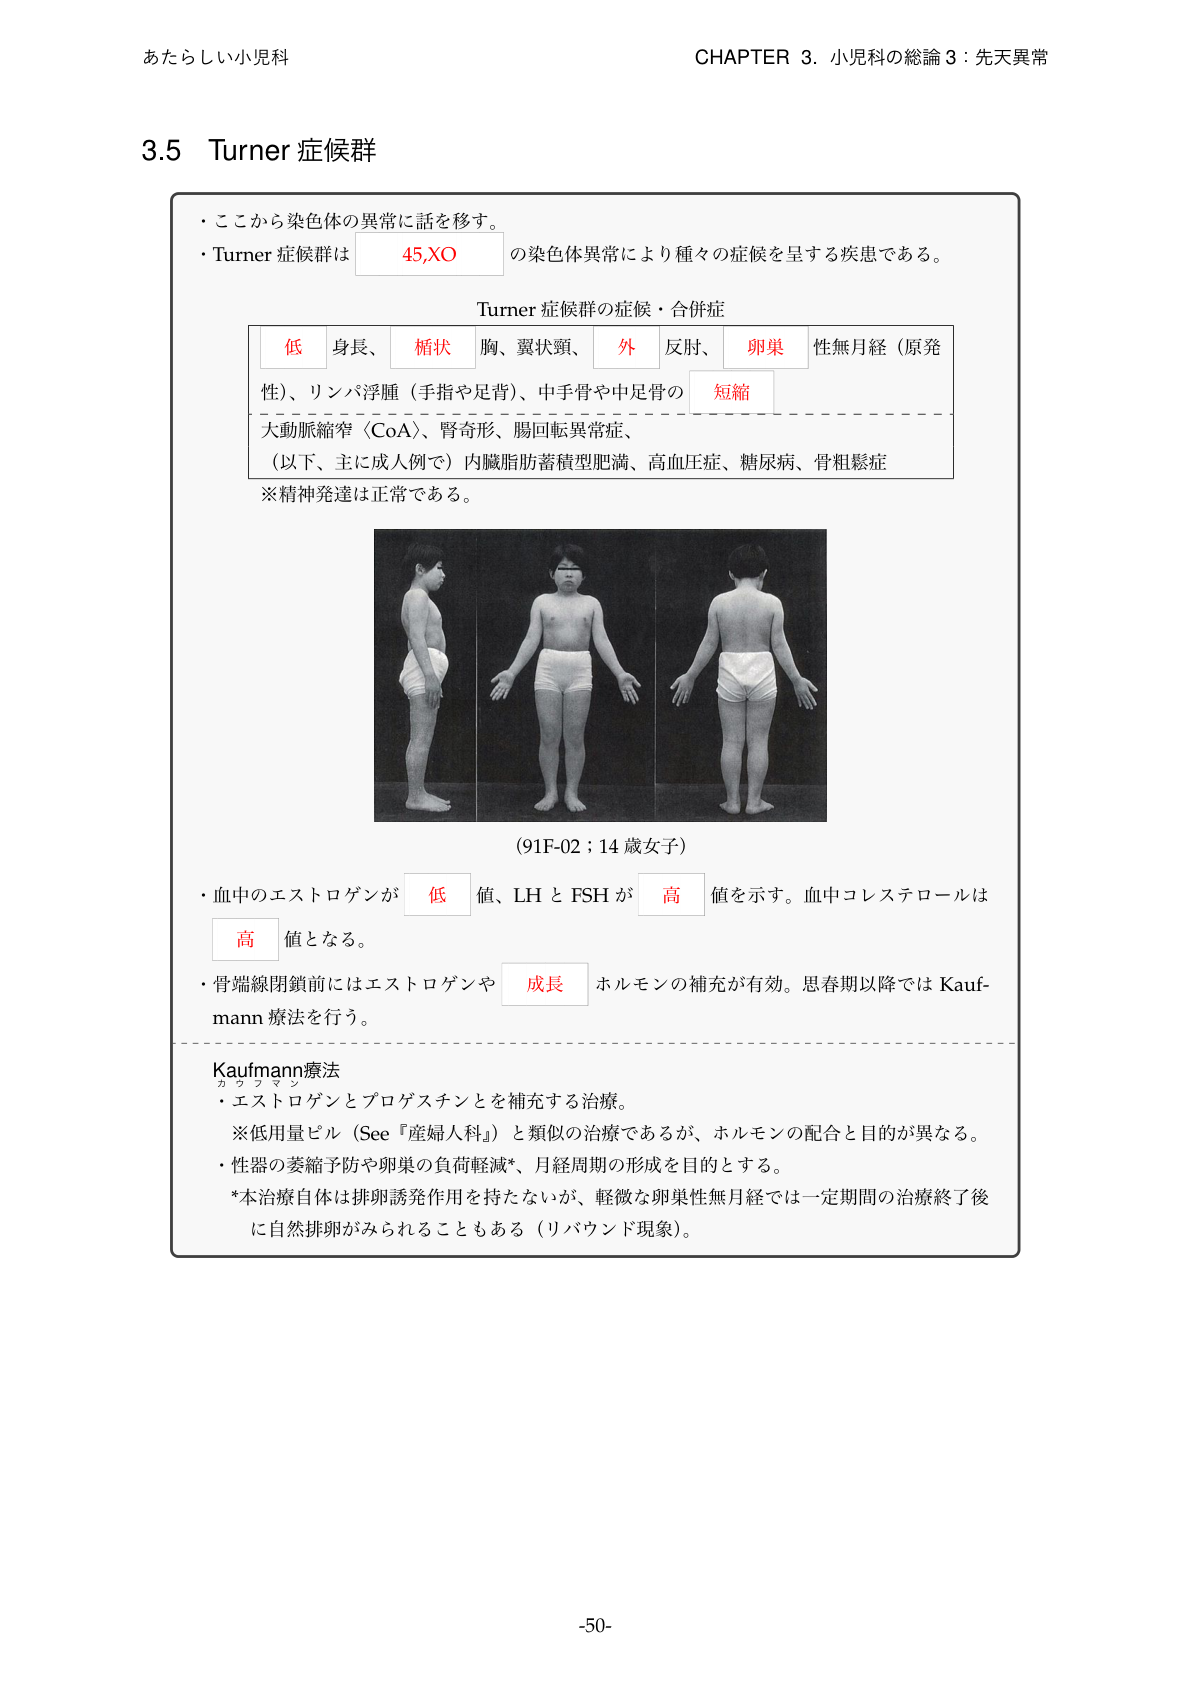 あたらしい小児科
CHAPTER 3. 小児科の総論 3：先天異常
3.5 Turner 症候群
・ここから染色体の異常に話を移す。
・Turner 症候群は 45,XO の染色体異常により種々の症候を呈する疾患である。
Turner 症候群の症候・合併症
低 身長、 楯状 胸、翼状頸、 外 反肘、 卵巣 性無月経（原発
性）、リンパ浮腫（手指や足背）、中手骨や中足骨の 短縮
大動脈縮窄〈CoA〉、腎奇形、腸回転異常症、
（以下、主に成人例で）内臓脂肪蓄積型肥満、高血圧症、糖尿病、骨粗鬆症
※精神発達は正常である。
（91F-02；14 歳女子）
・血中のエストロゲンが 低 値、LH と FSH が 高 値を示す。血中コレステロールは
高 値となる。
・骨端線閉鎖前にはエストロゲンや 成長 ホルモンの補充が有効。思春期以降では Kauf-
mann 療法を行う。
Kaufmann療法
カウフマン
・エストロゲンとプロゲスチンとを補充する治療。
※低用量ピル（See『産婦人科』）と類似の治療であるが、ホルモンの配合と目的が異なる。
・性器の萎縮予防や卵巣の負荷軽減*、月経周期の形成を目的とする。
*本治療自体は排卵誘発作用を持たないが、軽微な卵巣性無月経では一定期間の治療終了後
に自然排卵がみられることもある（リバウンド現象）。
-50-